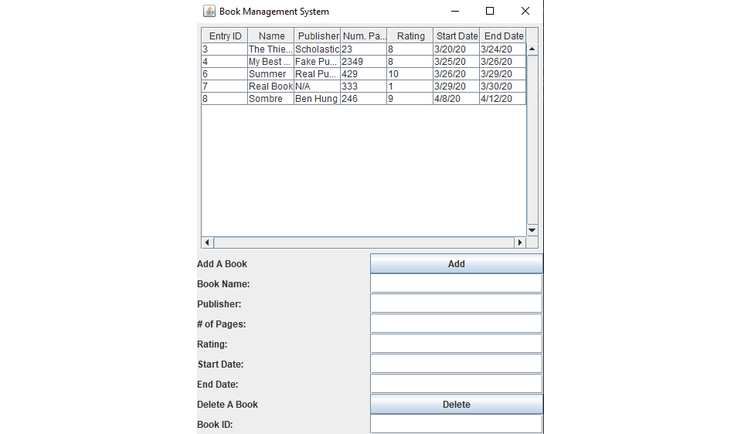 Book Management System
Entry ID Name Publisher Num. Pa... Rating Start Date End Date
3 The Thie... Scholastic 23 8 3/20/20 3/24/20
4 My Best ... Fake Pu... 2349 8 3/25/20 3/26/20
6 Summer Real Pu... 429 10 3/26/20 3/29/20
7 Real Book N/A 333 1 3/29/20 3/30/20
8 Sombre Ben Hung 246 9 4/8/20 4/12/20
Add A Book Add
Book Name:
Publisher:
# of Pages:
Rating:
Start Date:
End Date:
Delete A Book Delete
Book ID: